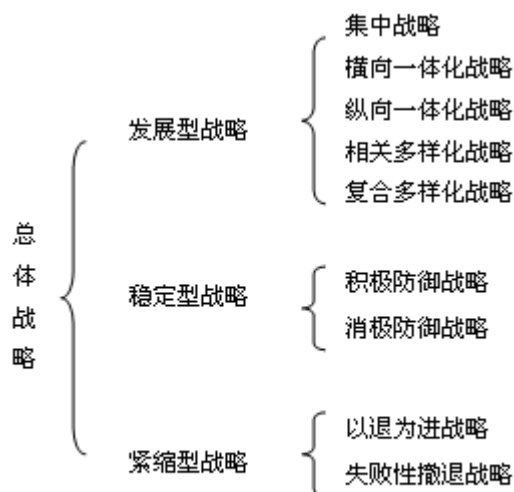 总体战略
发展型战略
集中战略
横向一体化战略
纵向一体化战略
相关多样化战略
复合多样化战略
稳定型战略
积极防御战略
消极防御战略
紧缩型战略
以退为进战略
失败性撤退战略